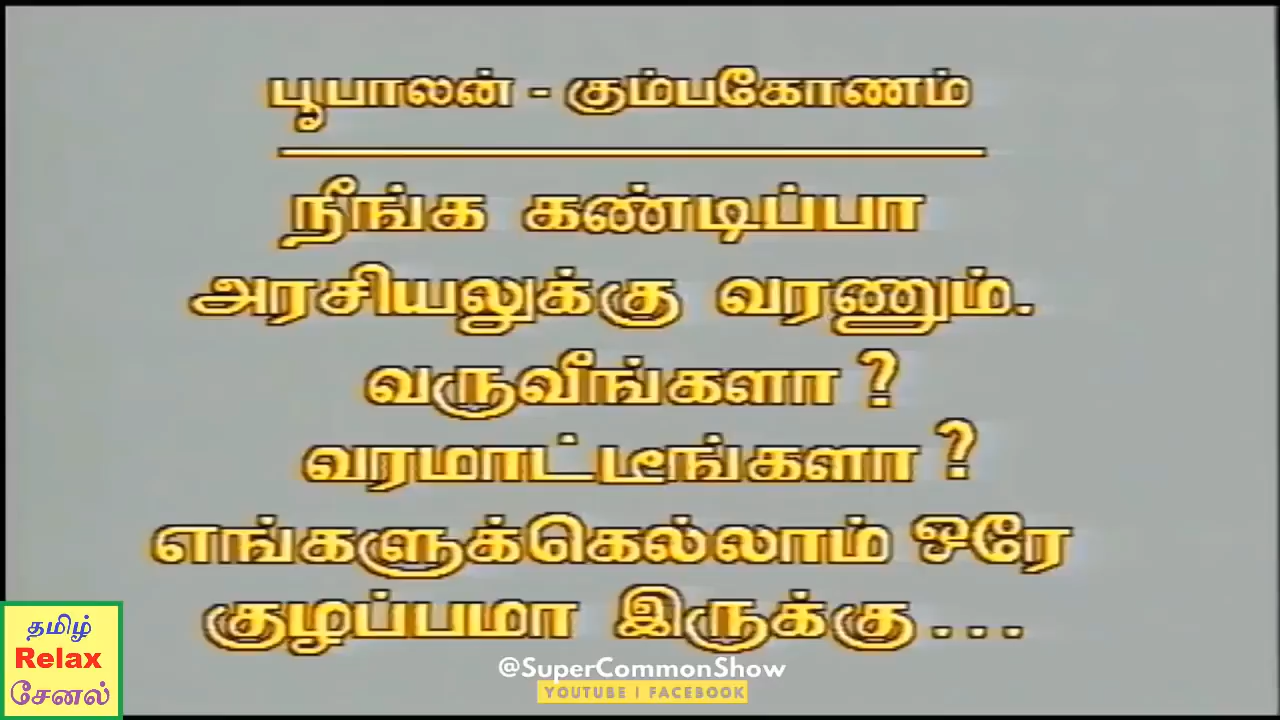 பூபாலன் - கும்பகோணம்
நீங்க கண்டிப்பா
அரசியலுக்கு வரணும்.
வருவீங்களா ?
வரமாட்டீங்களா ?
எங்களுக்கெல்லாம் ஒரே
குழப்பமா இருக்கு...
தமிழ்
Relax
சேனல்
@SuperCommonShow
YOUTUBE | FACEBOOK